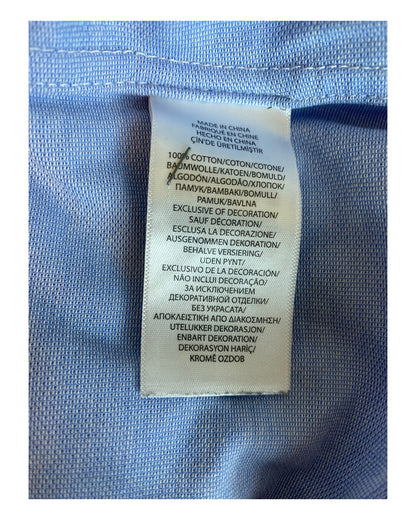 MADE IN CHINA
FABRIQUÉ EN CHINE
HECHO EN CHINA
ÇIN'DE ÜRETİLMİŞTİR
100% COTTON/COTON/COTONE/
BAUMWOLLE/KATOEN/BOMULD/
ALGODÓN/ALGODÃO/ХЛОПОК/
ПАМУК/ΒΑΜΒΑΚΙ/BOMULL/
PAMUK/BAVLNA
EXCLUSIVE OF DECORATION/
SAUF DÉCORATION/
ESCLUSA LA DECORAZIONE/
AUSGENOMMEN DEKORATION/
BEHALVE VERSIERING/
UDEN PYNT/
EXCLUSIVO DE LA DECORACIÓN/
NÃO INCLUI DECORAÇÃO/
ЗА ИСКЛЮЧЕНИЕМ
ДЕКОРАТИВНОЙ ОТДЕЛКИ/
БЕЗ УКРАСАТА/
ΑΠΟΚΛΕΙΣΤΙΚΗ ΑΠΟ ΔΙΑΚΟΣΜΗΣΗ/
UTELUKKER DEKORASJON/
ENBART DEKORATION/
DEKORASYON HARİÇ/
KROMĚ OZDOB